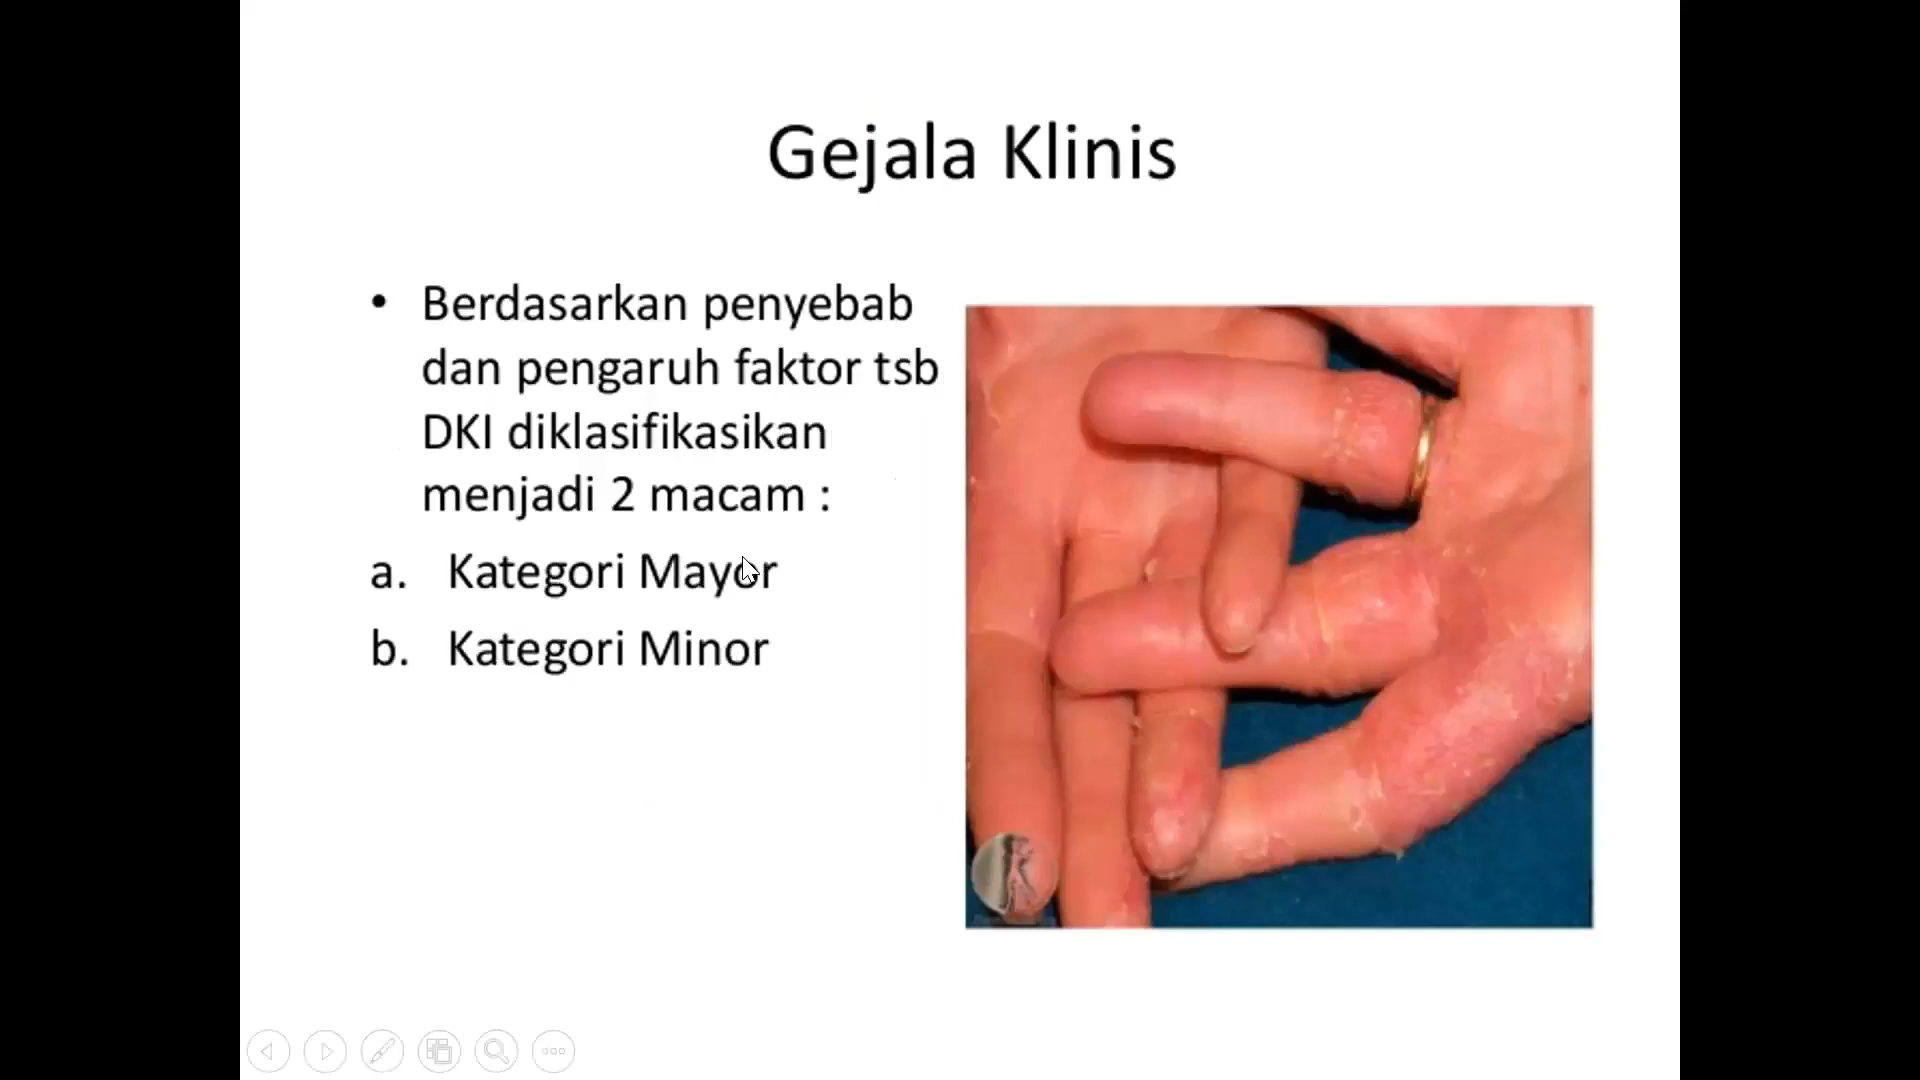 Gejala Klinis
• Berdasarkan penyebab
dan pengaruh faktor tsb
DKI diklasifikasikan
menjadi 2 macam :
a. Kategori Mayor
b. Kategori Minor